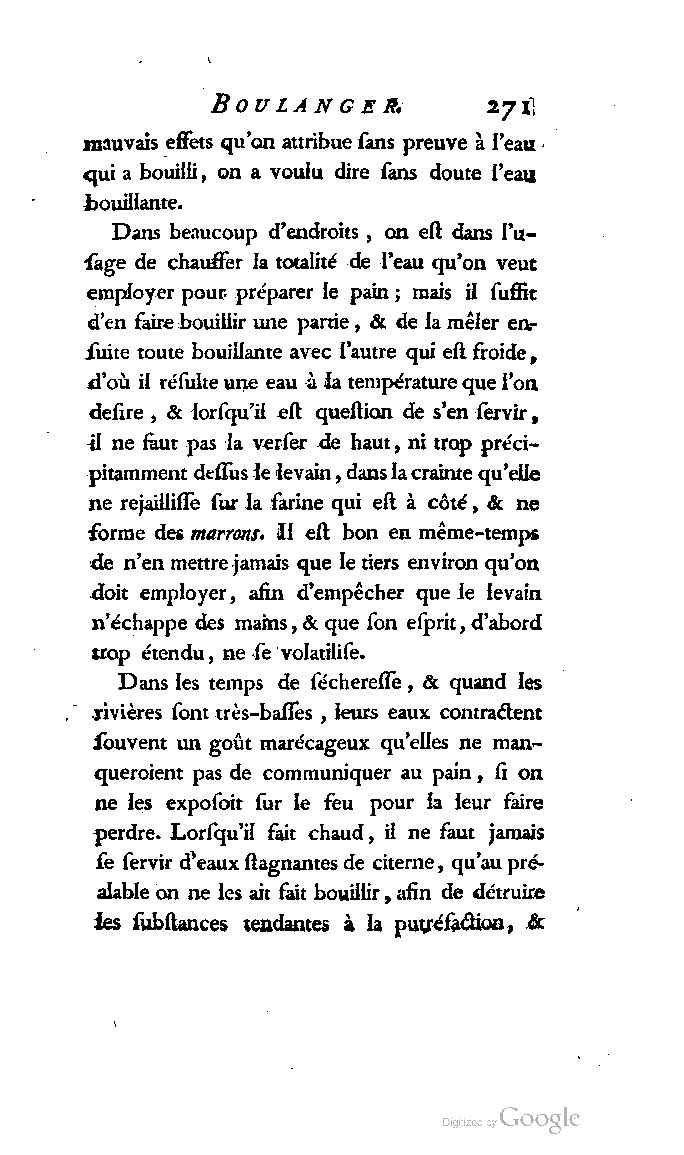 BOULANGER. 271
mauvais effets qu'on attribue ſans preuve à l'eau
qui a bouilli, on a voulu dire ſans doute l'eau
bouillante.
Dans beaucoup d'endroits, on eſt dans l'u-
ſage de chauffer la totalité de l'eau qu'on veut
employer pour préparer le pain; mais il ſuffit
d'en faire bouillir une partie, & de la mêler en-
ſuite toute bouillante avec l'autre qui eſt froide,
d'où il réſulte une eau à la température que l'on
deſire, & lorſqu'il eſt queſtion de s'en ſervir,
il ne faut pas la verſer de haut, ni trop préci-
pitamment deſſus le levain, dans la crainte qu'elle
ne rejailliſſe ſur la farine qui eſt à côté, & ne
forme des marrons. Il eſt bon en même-temps
de n'en mettre jamais que le tiers environ qu'on
doit employer, afin d'empêcher que le levain
n'échappe des mains, & que ſon eſprit, d'abord
trop étendu, ne ſe volatiliſe.
Dans les temps de ſéchereſſe, & quand les
rivières ſont très-baſſes, leurs eaux contractent
ſouvent un goût marécageux qu'elles ne man-
queroient pas de communiquer au pain, ſi on
ne les expoſoit ſur le feu pour la leur faire
perdre. Lorſqu'il fait chaud, il ne faut jamais
ſe ſervir d'eaux ſtagnantes de citerne, qu'au pré-
alable on ne les ait fait bouillir, afin de détruire
les ſubſtances tendantes à la putréfaction, &
Digitized by Google